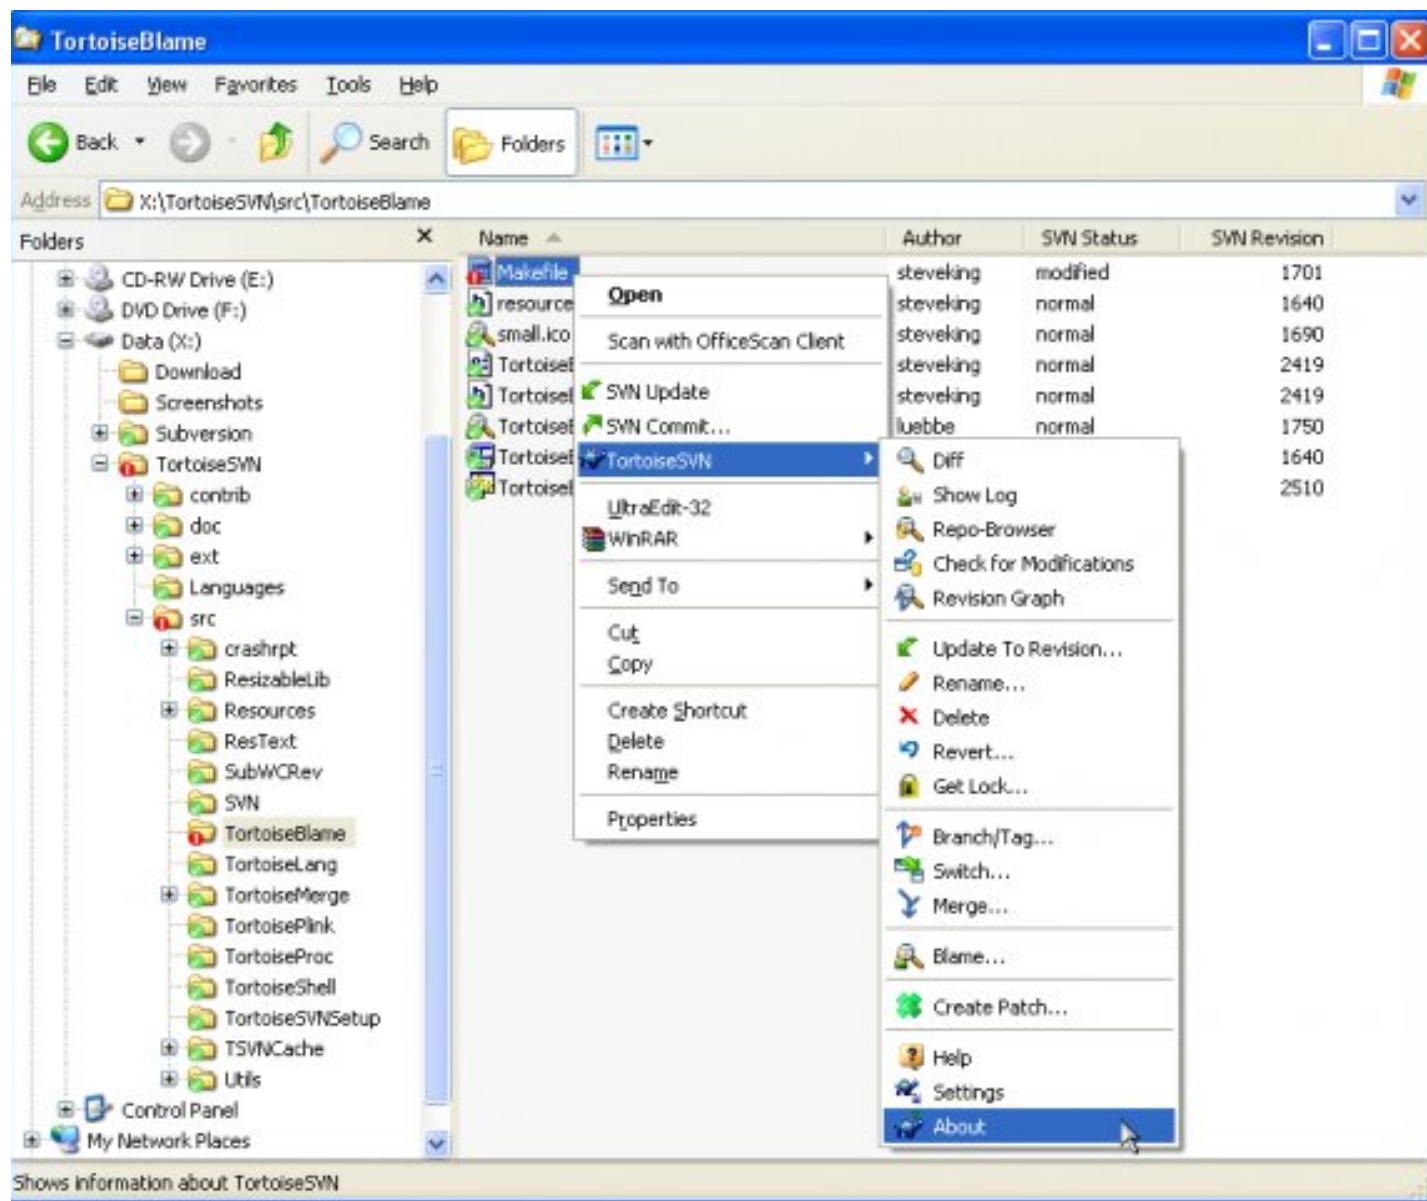 TortoiseBlame
File Edit View Favorites Tools Help
Back Search Folders
Address X:\TortoiseSVN\src\TortoiseBlame
Folders
CD-RW Drive (E:)
DVD Drive (F:)
Data (X:)
Download
Screenshots
Subversion
TortoiseSVN
contrib
doc
ext
Languages
src
crashrpt
ResizableLib
Resources
ResText
SubWCRev
SVN
TortoiseBlame
TortoiseLang
TortoiseMerge
TortoisePlink
TortoiseProc
TortoiseShell
TortoiseSVNSetup
TSVNCache
Utils
Control Panel
My Network Places
Name Author SVN Status SVN Revision
Makefile steveking modified 1701
resource steveking normal 1640
small.ico steveking normal 1690
TortoiseB steveking normal 2419
TortoiseB steveking normal 2419
TortoiseB luebbe normal 1750
TortoiseB 1640
TortoiseB 2510
Open
Scan with OfficeScan Client
SVN Update
SVN Commit...
TortoiseSVN
UltraEdit-32
WinRAR
Send To
Cut
Copy
Create Shortcut
Delete
Rename
Properties
Diff
Show Log
Repo-Browser
Check for Modifications
Revision Graph
Update To Revision...
Rename...
Delete
Revert...
Get Lock...
Branch/Tag...
Switch...
Merge...
Blame...
Create Patch...
Help
Settings
About
Shows information about TortoiseSVN